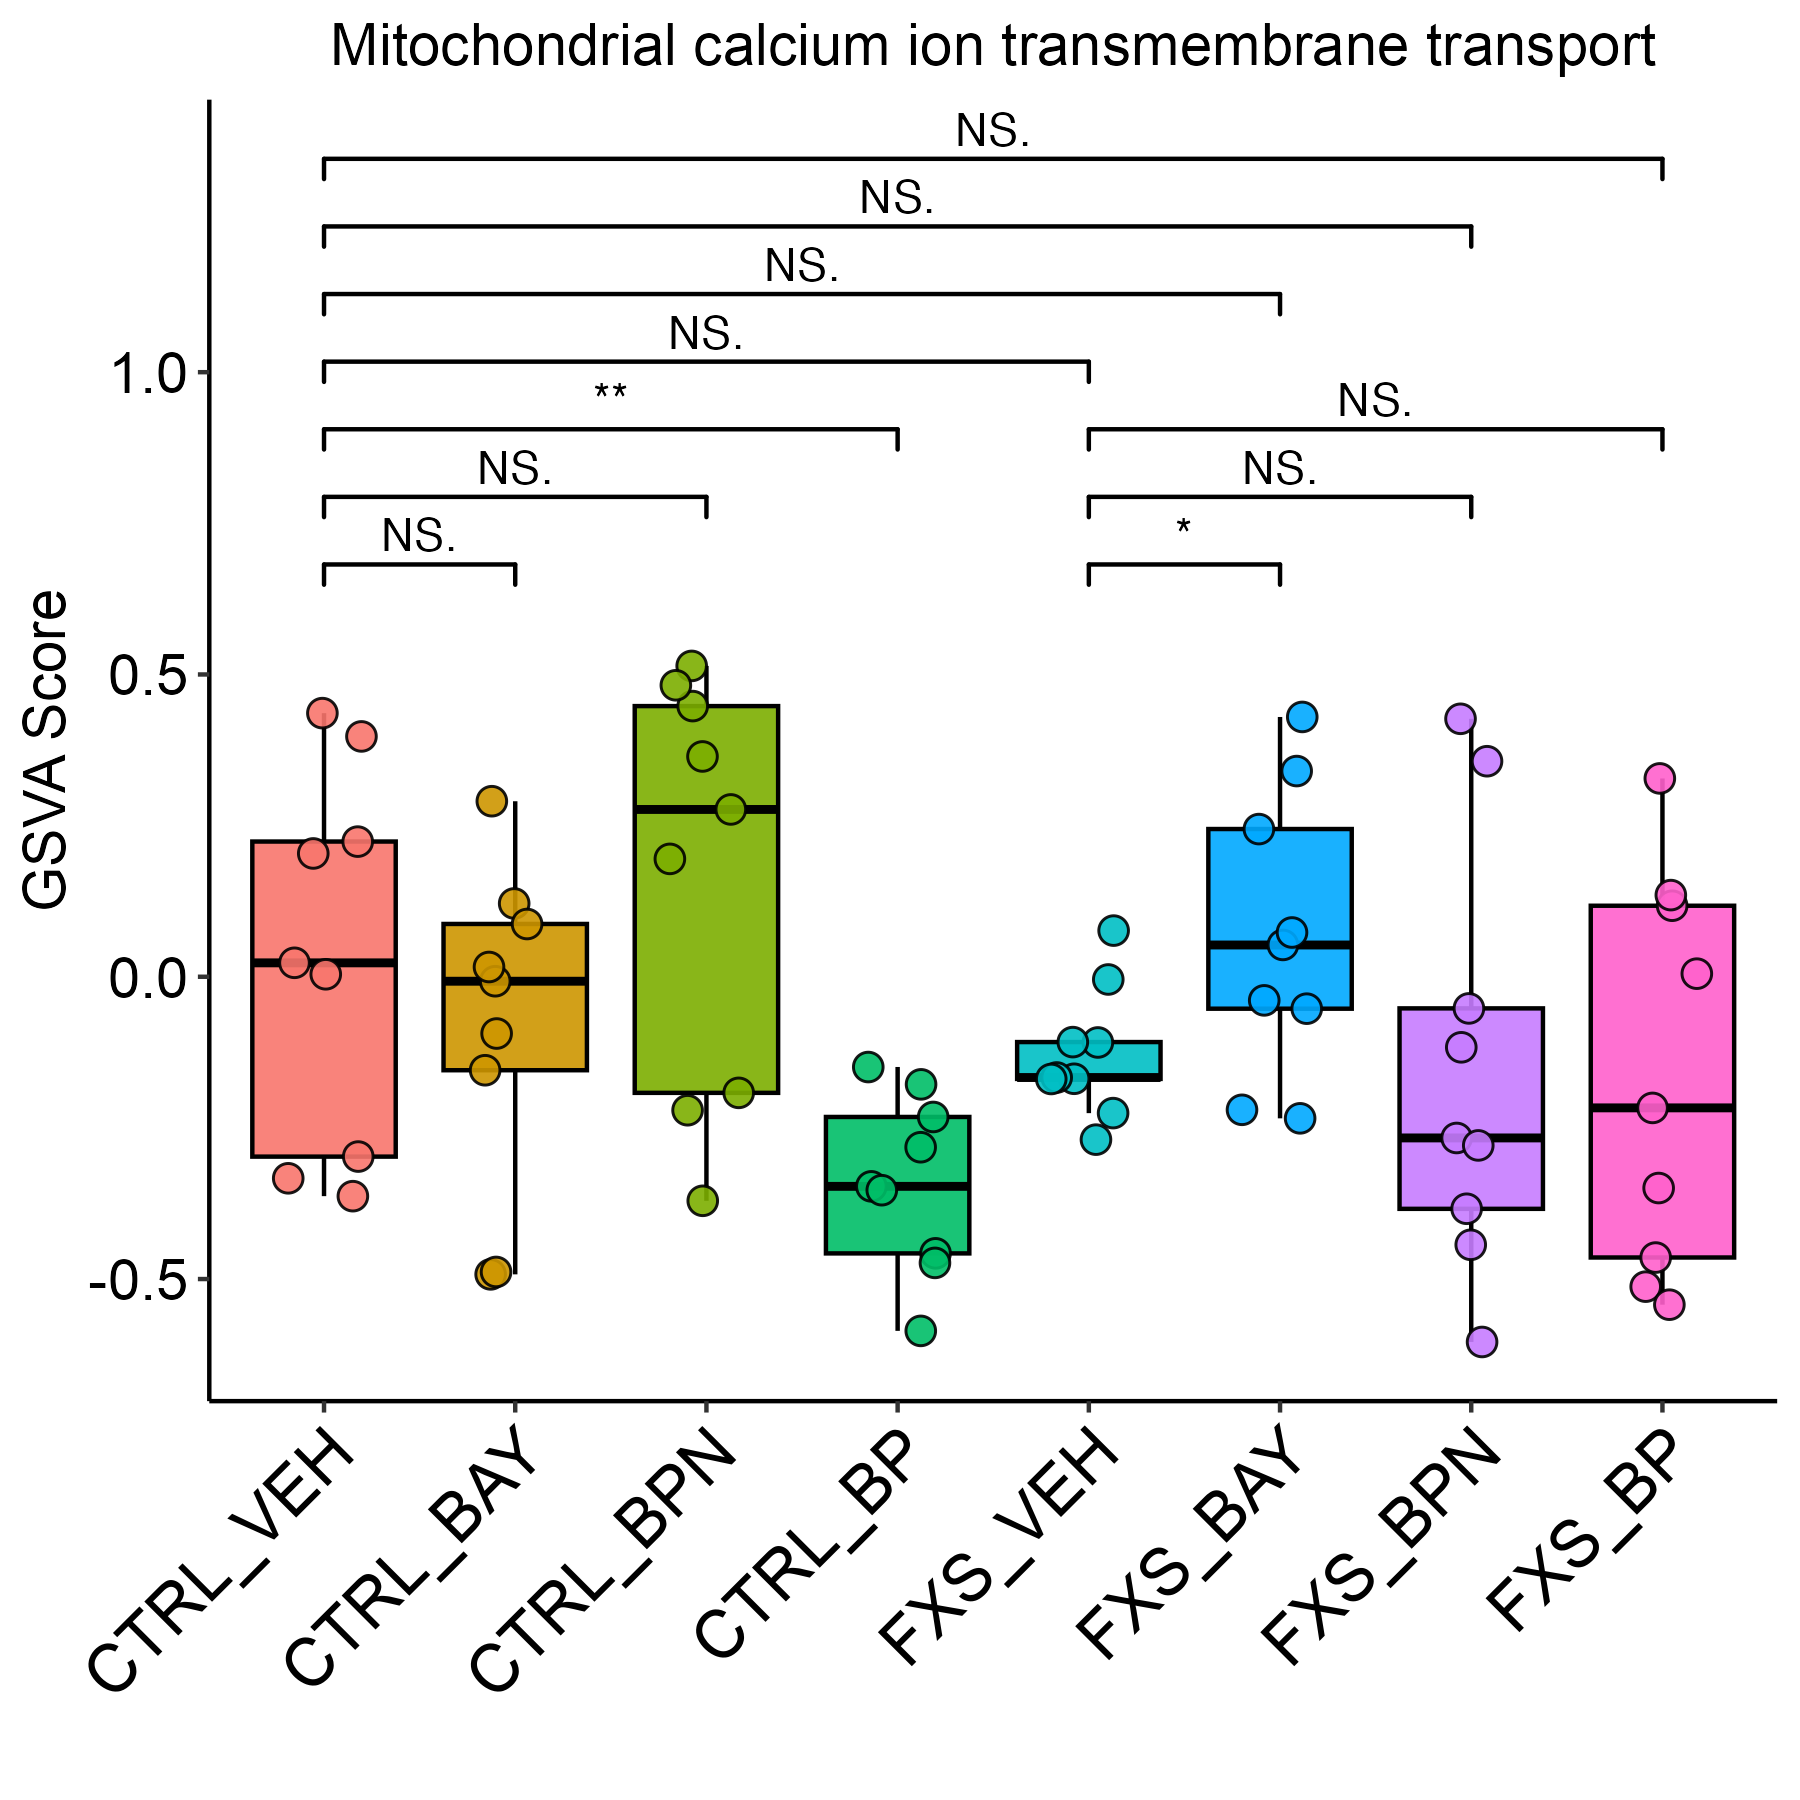 Mitochondrial calcium ion transmembrane transport
NS.
NS.
NS.
NS.
**
NS.
NS.
NS.
NS.
*
GSVA Score
1.0
0.5
0.0
-0.5
CTRL_VEH
CTRL_BAY
CTRL_BPN
CTRL_BP
FXS_VEH
FXS_BAY
FXS_BPN
FXS_BP